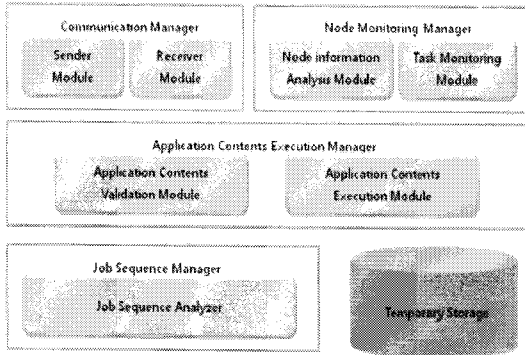 Communication Manager
Sender
Module
Receiver
Module
Node Monitoring Manager
Node information
Analysis Module
Task Monitoring
Module
Application Contents Execution Manager
Application Contents
Validation Module
Application Contents
Execution Module
Job Sequence Manager
Job Sequence Analyzer
Temporary Storage